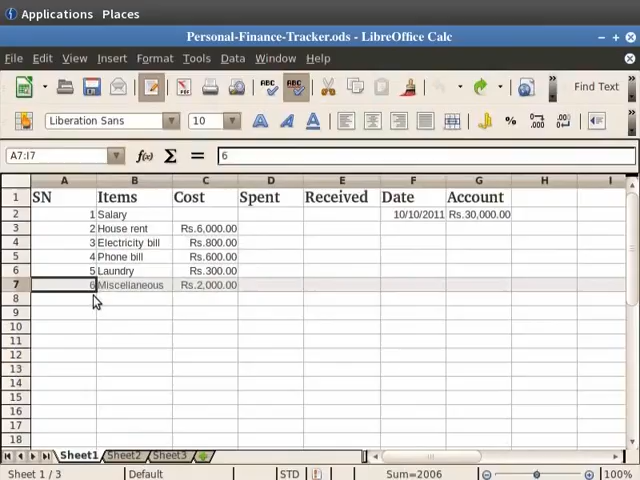 Applications Places
Personal-Finance-Tracker.ods - LibreOffice Calc
File Edit View Insert Format Tools Data Window Help
ABC ABC Find Text
Liberation Sans 10
A7:I7 f(x) Σ = 6
A B C D E F G H I
1 SN Items Cost Spent Received Date Account
2 1 Salary 10/10/2011 Rs.30,000.00
3 2 House rent Rs.6,000.00
4 3 Electricity bill Rs.800.00
5 4 Phone bill Rs.600.00
6 5 Laundry Rs.300.00
7 6 Miscellaneous Rs.2,000.00
8
9
10
11
12
13
14
15
16
17
18
Sheet1 Sheet2 Sheet3
Sheet 1 / 3 Default STD Sum=2006 100%